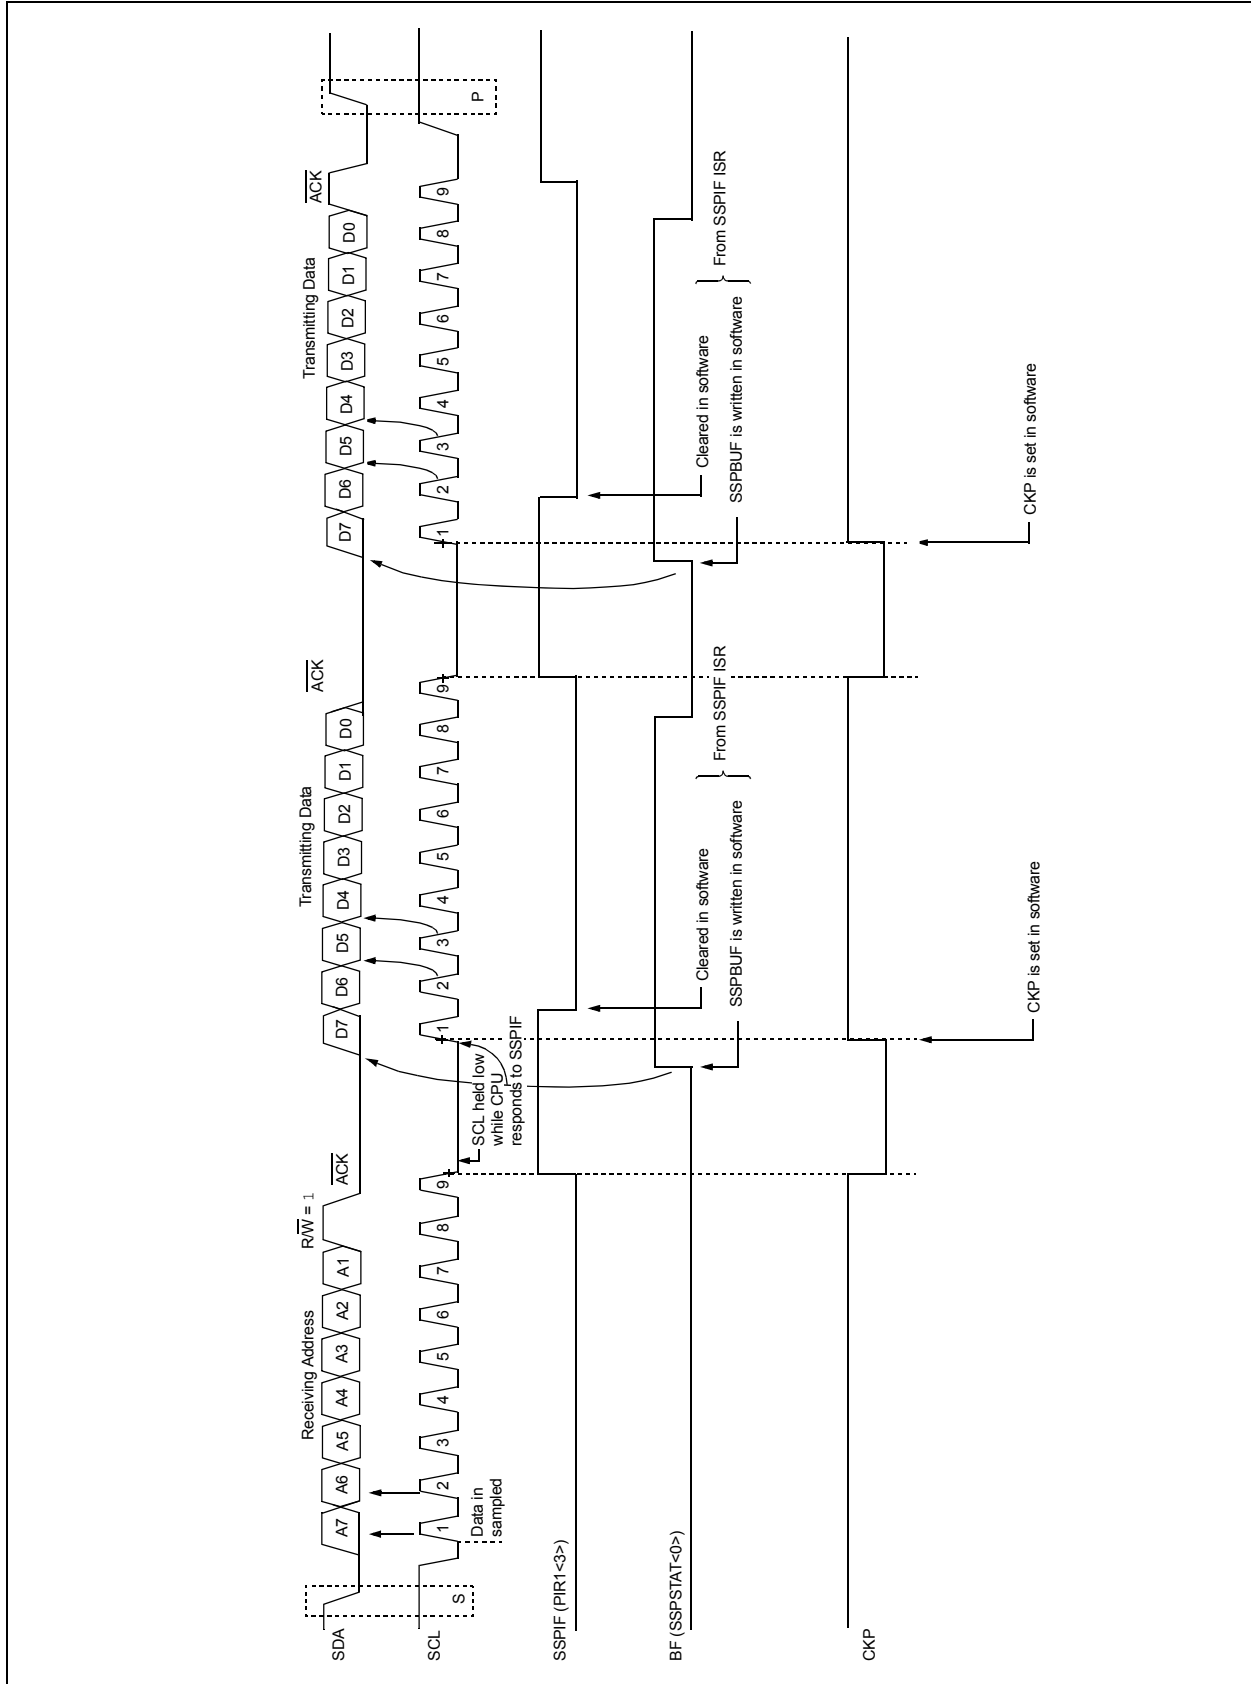 Receiving Address
R/W = 1
ACK
Transmitting Data
ACK
Transmitting Data
ACK
SDA
A7 A6 A5 A4 A3 A2 A1
D7 D6 D5 D4 D3 D2 D1 D0
D7 D6 D5 D4 D3 D2 D1 D0
SCL
1 2 3 4 5 6 7 8 9
1 2 3 4 5 6 7 8 9
1 2 3 4 5 6 7 8 9
S
Data in
sampled
SCL held low
while CPU
responds to SSPIF
P
SSPIF (PIR1<3>)
BF (SSPSTAT<0>)
Cleared in software
SSPBUF is written in software
From SSPIF ISR
Cleared in software
SSPBUF is written in software
From SSPIF ISR
CKP
CKP is set in software
CKP is set in software